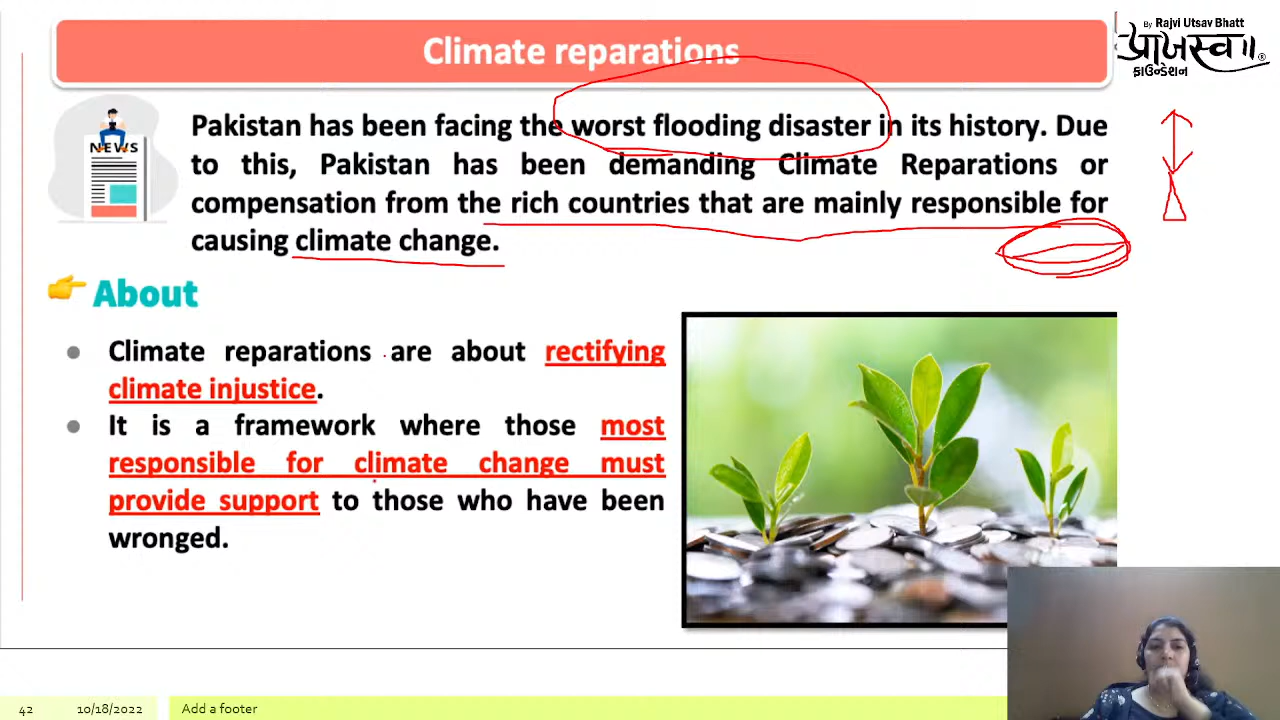 Climate reparations
By Rajvi Utsav Bhatt
પ્રાજસ્વ॥
ફાઉન્ડેશન
NEWS
Pakistan has been facing the worst flooding disaster in its history. Due
to this, Pakistan has been demanding Climate Reparations or
compensation from the rich countries that are mainly responsible for
causing climate change.
About
Climate reparations are about rectifying
climate injustice.
It is a framework where those most
responsible for climate change must
provide support to those who have been
wronged.
42 10/18/2022 Add a footer